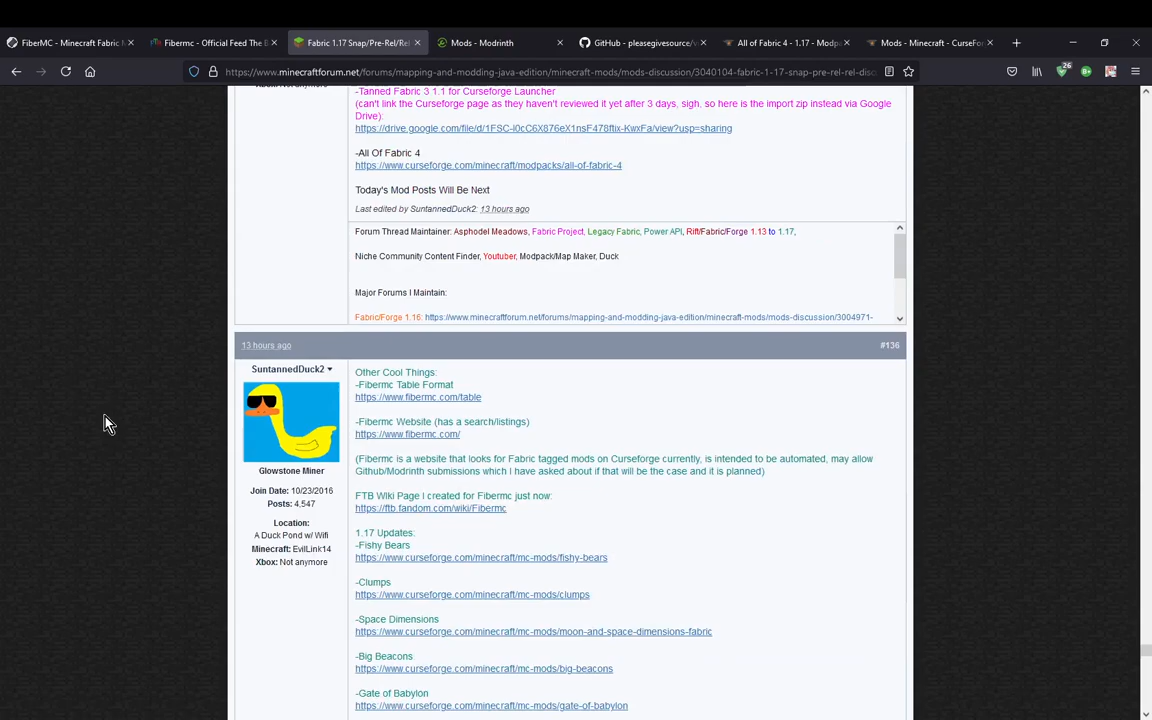 FiberMC - Minecraft Fabric M
Fibermc - Official Feed The B
Fabric 1.17 Snap/Pre-Rel/Rel
Mods - Modrinth
GitHub - pleasegivesource/v
All of Fabric 4 - 1.17 - Modpa
Mods - Minecraft - CurseFo
https://www.minecraftforum.net/forums/mapping-and-modding-java-edition/minecraft-mods/mods-discussion/3040104-fabric-1-17-snap-pre-rel-rel-disc
26
Xbox: Not anymore
-Tanned Fabric 3 1.1 for Curseforge Launcher
(can't link the Curseforge page as they haven't reviewed it yet after 3 days, sigh, so here is the import zip instead via Google
Drive):
https://drive.google.com/file/d/1FSC-l0cC6X876eX1nsF478ftix-KwxFa/view?usp=sharing
-All Of Fabric 4
https://www.curseforge.com/minecraft/modpacks/all-of-fabric-4
Today's Mod Posts Will Be Next
Last edited by SuntannedDuck2: 13 hours ago
Forum Thread Maintainer: Asphodel Meadows, Fabric Project, Legacy Fabric, Power API, Rift/Fabric/Forge 1.13 to 1.17,
Niche Community Content Finder, Youtuber, Modpack/Map Maker, Duck
Major Forums I Maintain:
Fabric/Forge 1.16: https://www.minecraftforum.net/forums/mapping-and-modding-java-edition/minecraft-mods/mods-discussion/3004971-
13 hours ago
#136
SuntannedDuck2
Glowstone Miner
Join Date: 10/23/2016
Posts: 4,547
Location:
A Duck Pond w/ Wifi
Minecraft: EvilLink14
Xbox: Not anymore
Other Cool Things:
-Fibermc Table Format
https://www.fibermc.com/table
-Fibermc Website (has a search/listings)
https://www.fibermc.com/
(Fibermc is a website that looks for Fabric tagged mods on Curseforge currently, is intended to be automated, may allow
Github/Modrinth submissions which I have asked about if that will be the case and it is planned)
FTB Wiki Page I created for Fibermc just now:
https://ftb.fandom.com/wiki/Fibermc
1.17 Updates:
-Fishy Bears
https://www.curseforge.com/minecraft/mc-mods/fishy-bears
-Clumps
https://www.curseforge.com/minecraft/mc-mods/clumps
-Space Dimensions
https://www.curseforge.com/minecraft/mc-mods/moon-and-space-dimensions-fabric
-Big Beacons
https://www.curseforge.com/minecraft/mc-mods/big-beacons
-Gate of Babylon
https://www.curseforge.com/minecraft/mc-mods/gate-of-babylon